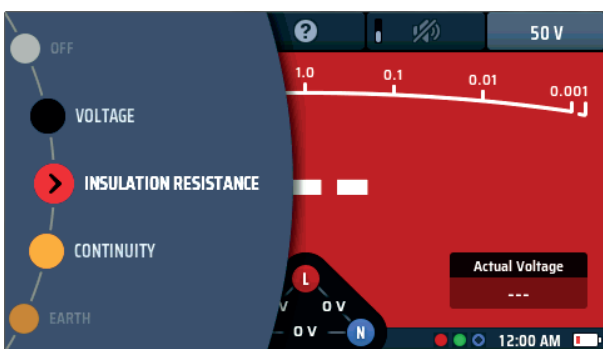 OFF
? 50 V
1.0 0.1 0.01 0.001
VOLTAGE
INSULATION RESISTANCE
CONTINUITY
Actual Voltage
---
L
V 0 V
EARTH
0 V N
12:00 AM